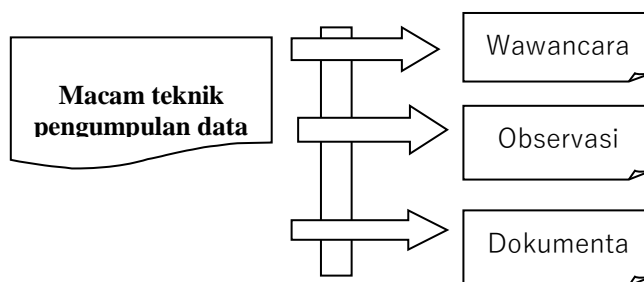 Macam teknik
pengumpulan data
Wawancara
Observasi
Dokumenta